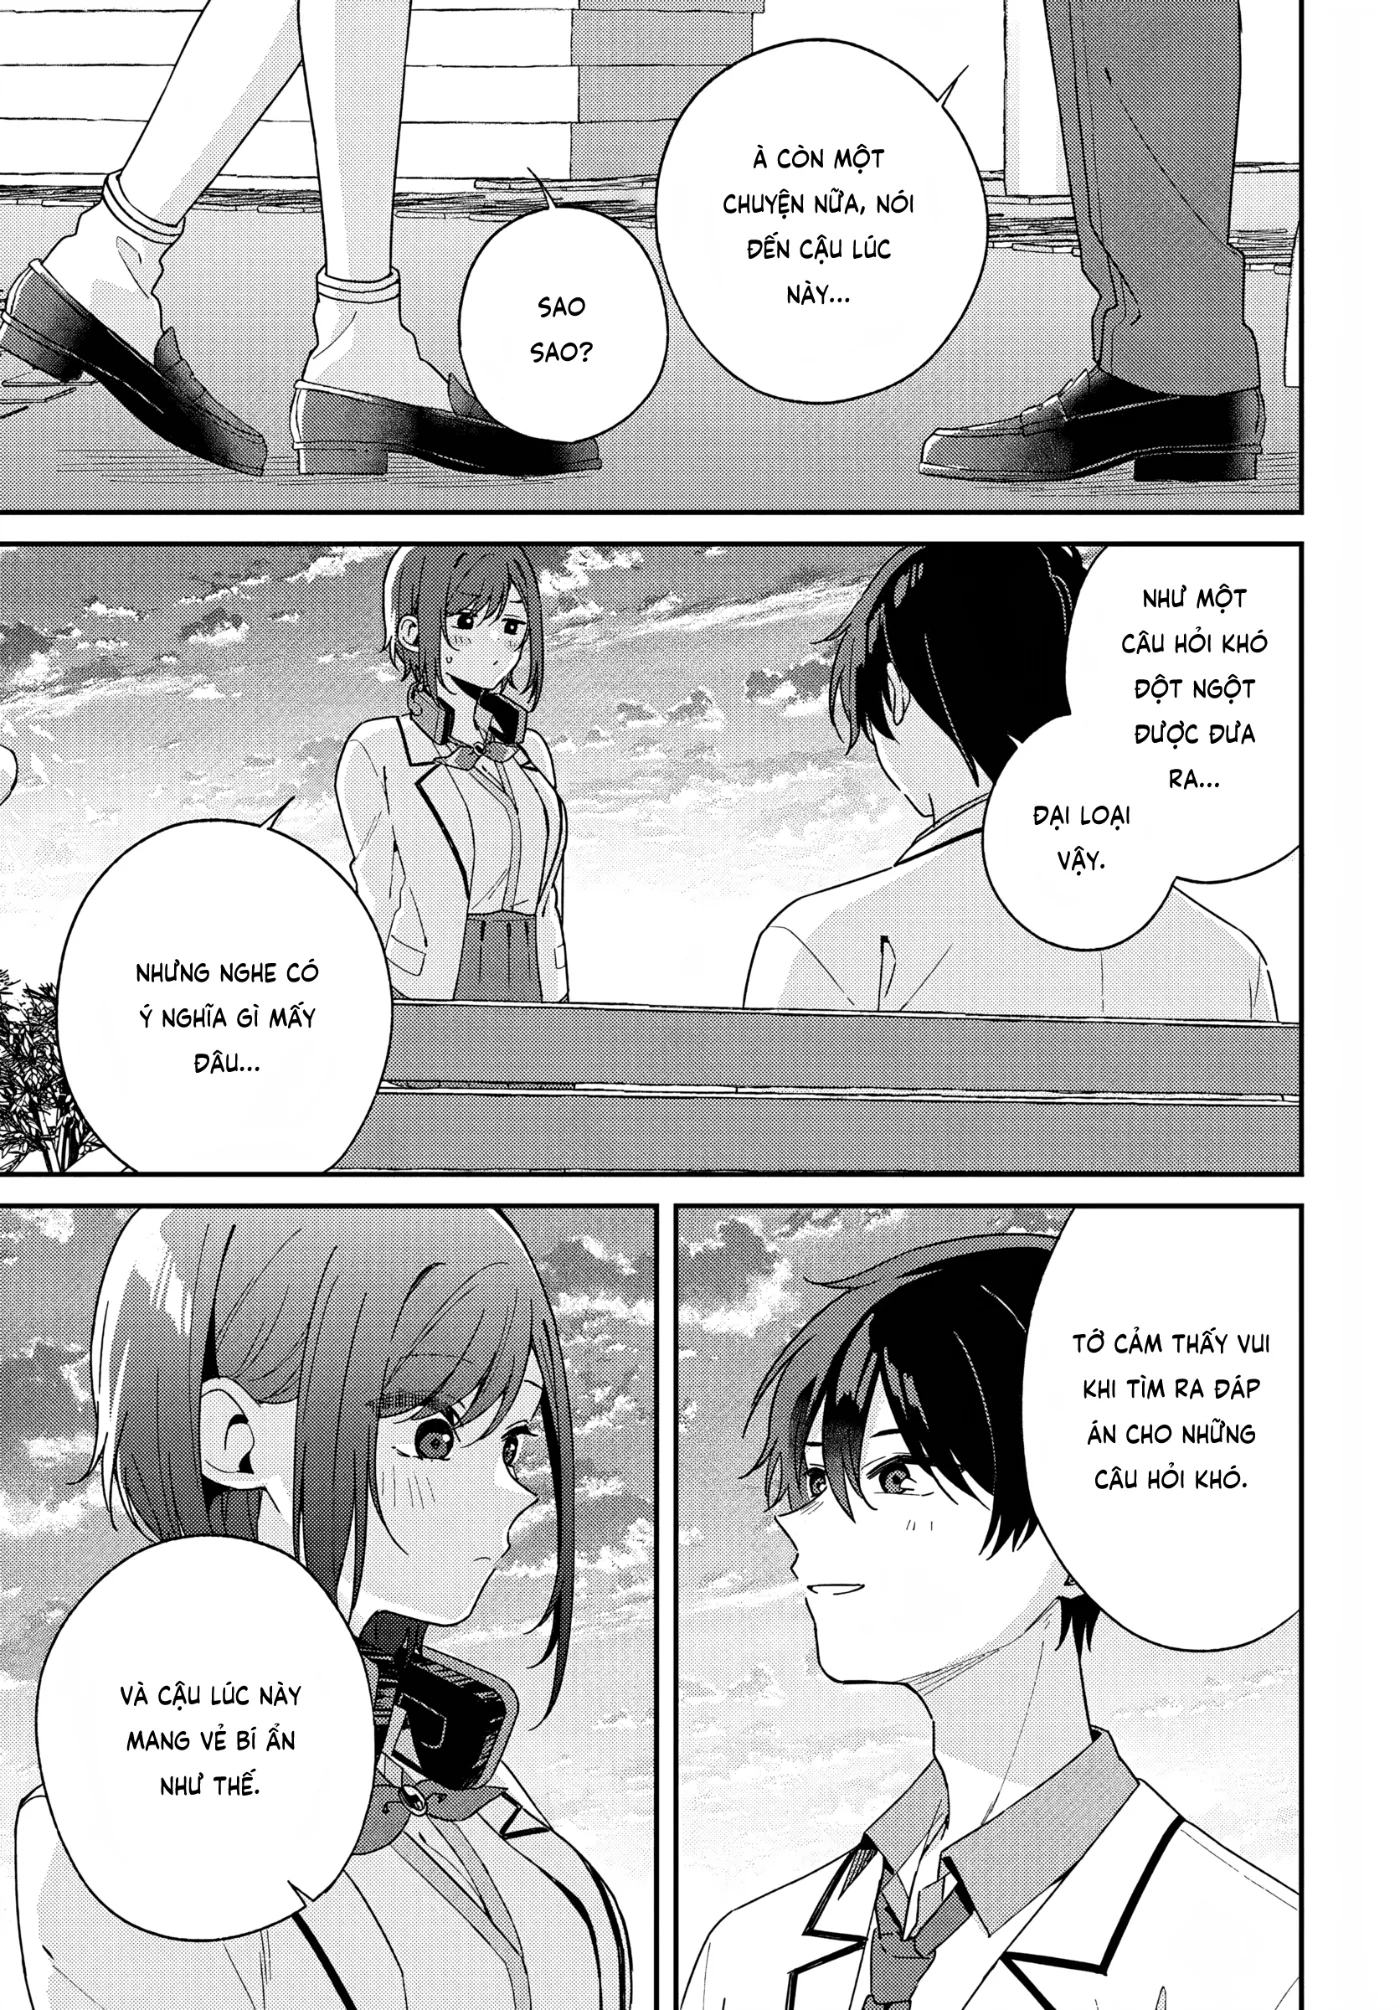 À CÒN MỘT
CHUYỆN NỮA, NÓI
ĐẾN CẬU LÚC
NÀY...
SAO
SAO?
NHƯ MỘT
CÂU HỎI KHÓ
ĐỘT NGỘT
ĐƯỢC ĐƯA
RA...
ĐẠI LOẠI
VẬY.
NHƯNG NGHE CÓ
Ý NGHĨA GÌ MẤY
ĐÂU...
TỚ CẢM THẤY VUI
KHI TÌM RA ĐÁP
ÁN CHO NHỮNG
CÂU HỎI KHÓ.
VÀ CẬU LÚC NÀY
MANG VẺ BÍ ẨN
NHƯ THẾ.